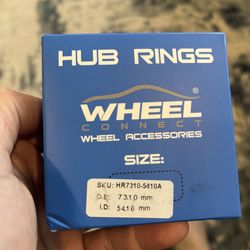 HUB RINGS
WHEEL
CONNECT
WHEEL ACCESSORIES
SIZE:
SKU: HR7310-5410A
O.E: 73.10 mm
I.D: 54.10 mm